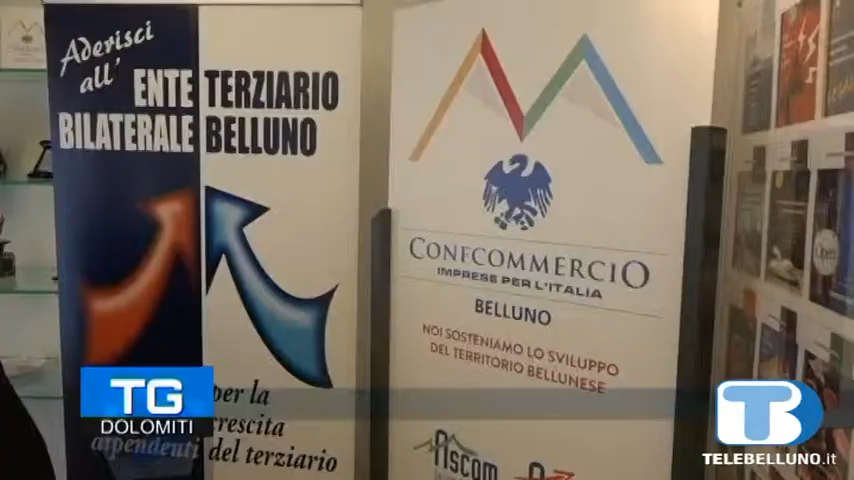 Aderisci
all'
ENTE TERZIARIO
BILATERALE BELLUNO
per la
crescita
del terziario
CONFCOMMERCIO
IMPRESE PER L'ITALIA
BELLUNO
NOI SOSTENIAMO LO SVILUPPO
DEL TERRITORIO BELLUNESE
Ascom
TG
DOLOMITI
TB
TELEBELLUNO.it